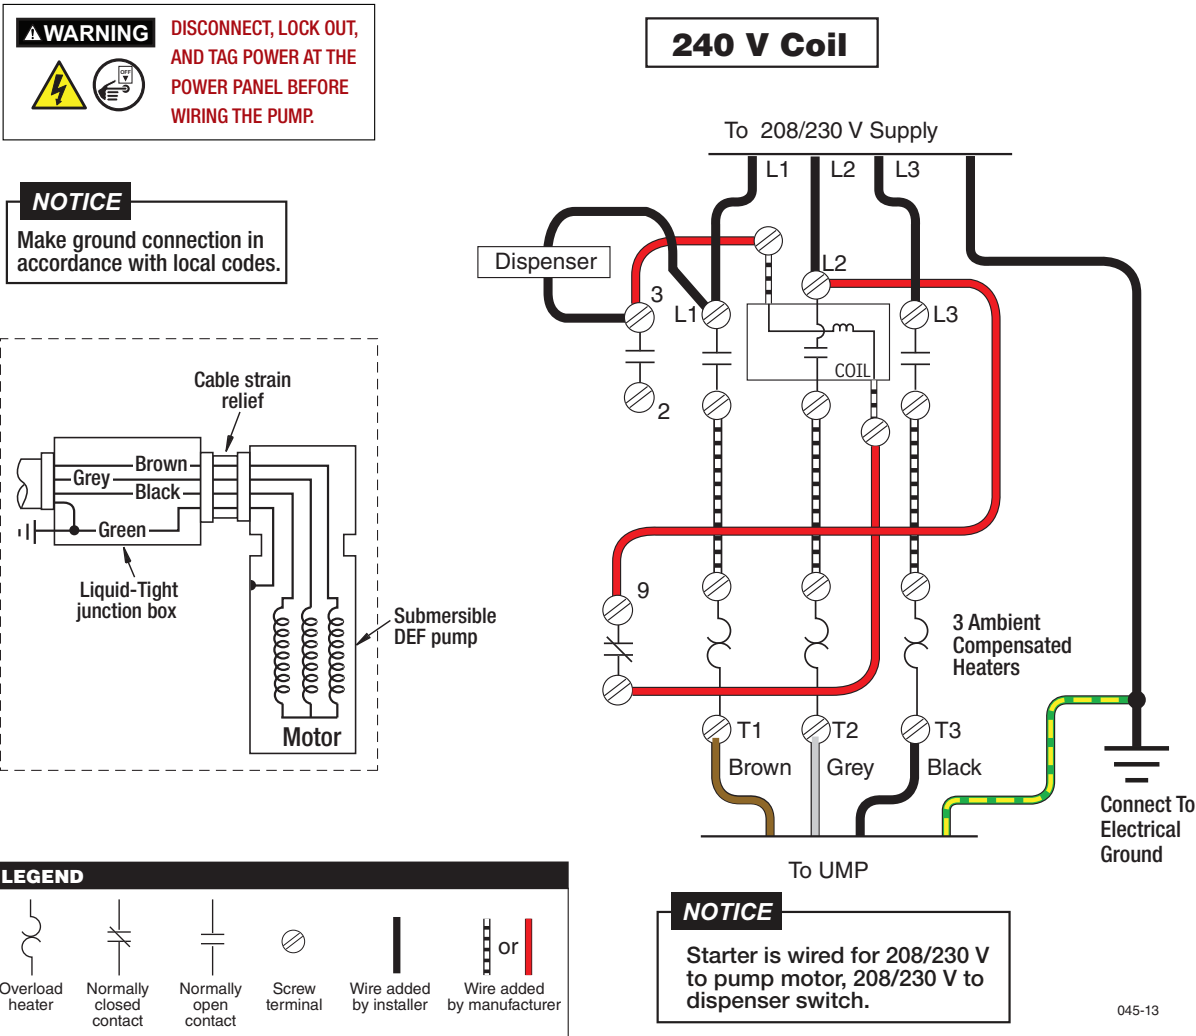 WARNING
DISCONNECT, LOCK OUT,
AND TAG POWER AT THE
POWER PANEL BEFORE
WIRING THE PUMP.
OFF
240 V Coil
NOTICE
Make ground connection in
accordance with local codes.
To 208/230 V Supply
L1
L2
L3
Dispenser
3
L1
L2
L3
COIL
2
9
3 Ambient
Compensated
Heaters
T1
T2
T3
Brown
Grey
Black
To UMP
Connect To
Electrical
Ground
Cable strain
relief
Brown
Grey
Black
Green
Liquid-Tight
junction box
Submersible
DEF pump
Motor
LEGEND
Overload
heater
Normally
closed
contact
Normally
open
contact
Screw
terminal
Wire added
by installer
or
Wire added
by manufacturer
NOTICE
Starter is wired for 208/230 V
to pump motor, 208/230 V to
dispenser switch.
045-13